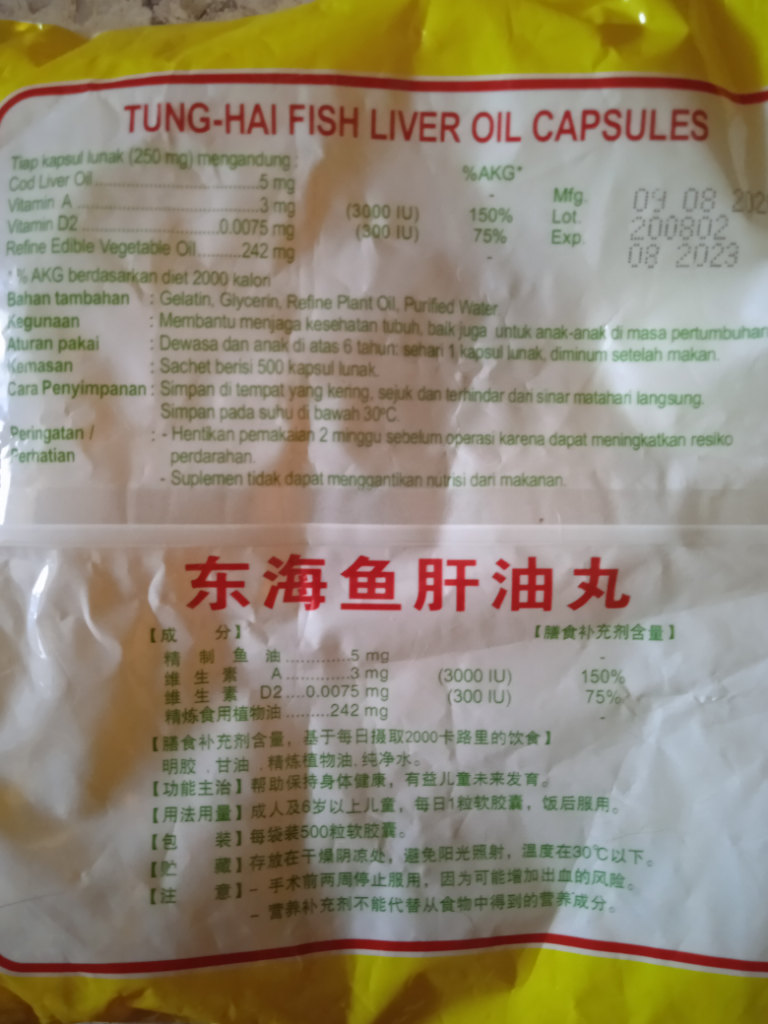 TUNG-HAI FISH LIVER OIL CAPSULES
Tiap kapsul lunak (250 mg) mengandung :
%AKG*
Cod Liver Oil..........5 mg -
Vitamin A..........3 mg (3000 IU) 150%
Vitamin D2..........0.0075 mg (300 IU) 75%
Refine Edible Vegetable Oil..........242 mg -
Mfg. 09 08 202
Lot. 200802
Exp. 08 2023
* % AKG berdasarkan diet 2000 kalori
Bahan tambahan : Gelatin, Glycerin, Refine Plant Oil, Purified Water
Kegunaan : Membantu menjaga kesehatan tubuh, baik juga untuk anak-anak di masa pertumbuhan
Aturan pakai : Dewasa dan anak di atas 6 tahun: sehari 1 kapsul lunak, diminum setelah makan.
Kemasan : Sachet berisi 500 kapsul lunak.
Cara Penyimpanan : Simpan di tempat yang kering, sejuk dan terhindar dari sinar matahari langsung.
Simpan pada suhu di bawah 30°C.
Peringatan / : - Hentikan pemakaian 2 minggu sebelum operasi karena dapat meningkatkan resiko
Perhatian perdarahan.
- Suplemen tidak dapat menggantikan nutrisi dari makanan.
东海鱼肝油丸
【成 分】 【膳食补充剂含量】
精制鱼油..........5 mg -
维生素 A..........3 mg (3000 IU) 150%
维生素 D2....0.0075 mg (300 IU) 75%
精炼食用植物油.........242 mg -
【膳食补充剂含量，基于每日摄取2000卡路里的饮食】
明胶 . 甘油 . 精炼植物油. 纯净水。
【功能主治】帮助保持身体健康，有益儿童未来发育。
【用法用量】成人及6岁以上儿童，每日1粒软胶囊，饭后服用。
【包 装】每袋装500粒软胶囊。
【贮 藏】存放在干燥阴凉处，避免阳光照射，温度在30℃以下。
【注 意】- 手术前两周停止服用，因为可能增加出血的风险。
- 营养补充剂不能代替从食物中得到的营养成分。